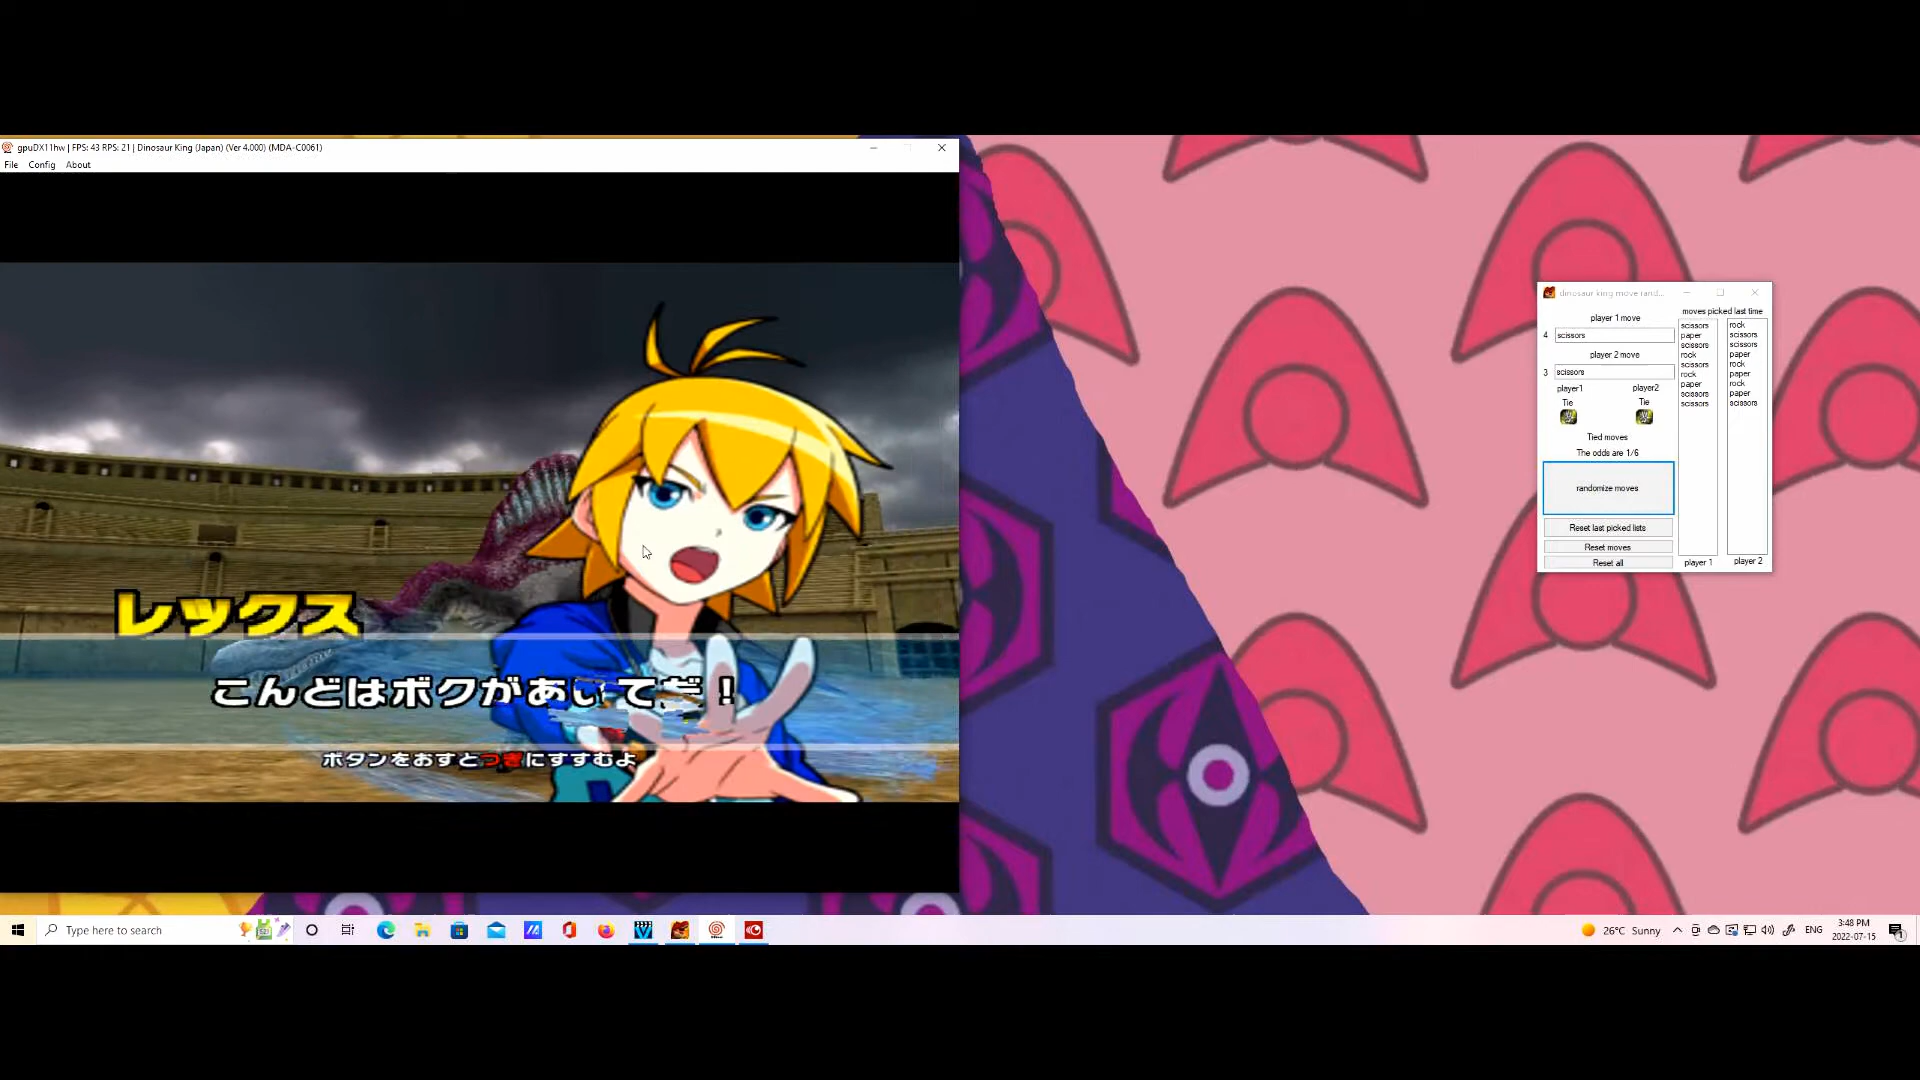 gpuDX11hw | FPS: 43 RPS: 21 | Dinosaur King (Japan) (Ver 4.000) (MDA-C0061)
File Config About
レックス
こんどはボクがあいてだ！
ボタンをおすとつぎにすすむよ
dinosaur king move rand...
player 1 move
4 scissors
player 2 move
3 scissors
player1 player2
Tie Tie
Tied moves
The odds are 1/6
randomize moves
Reset last picked lists
Reset moves
Reset all
moves picked last time
scissors
paper
scissors
rock
scissors
rock
paper
scissors
scissors
player 1
rock
scissors
scissors
paper
rock
paper
rock
paper
scissors
player 2
Type here to search
26°C Sunny
ENG
3:48 PM
2022-07-15
1